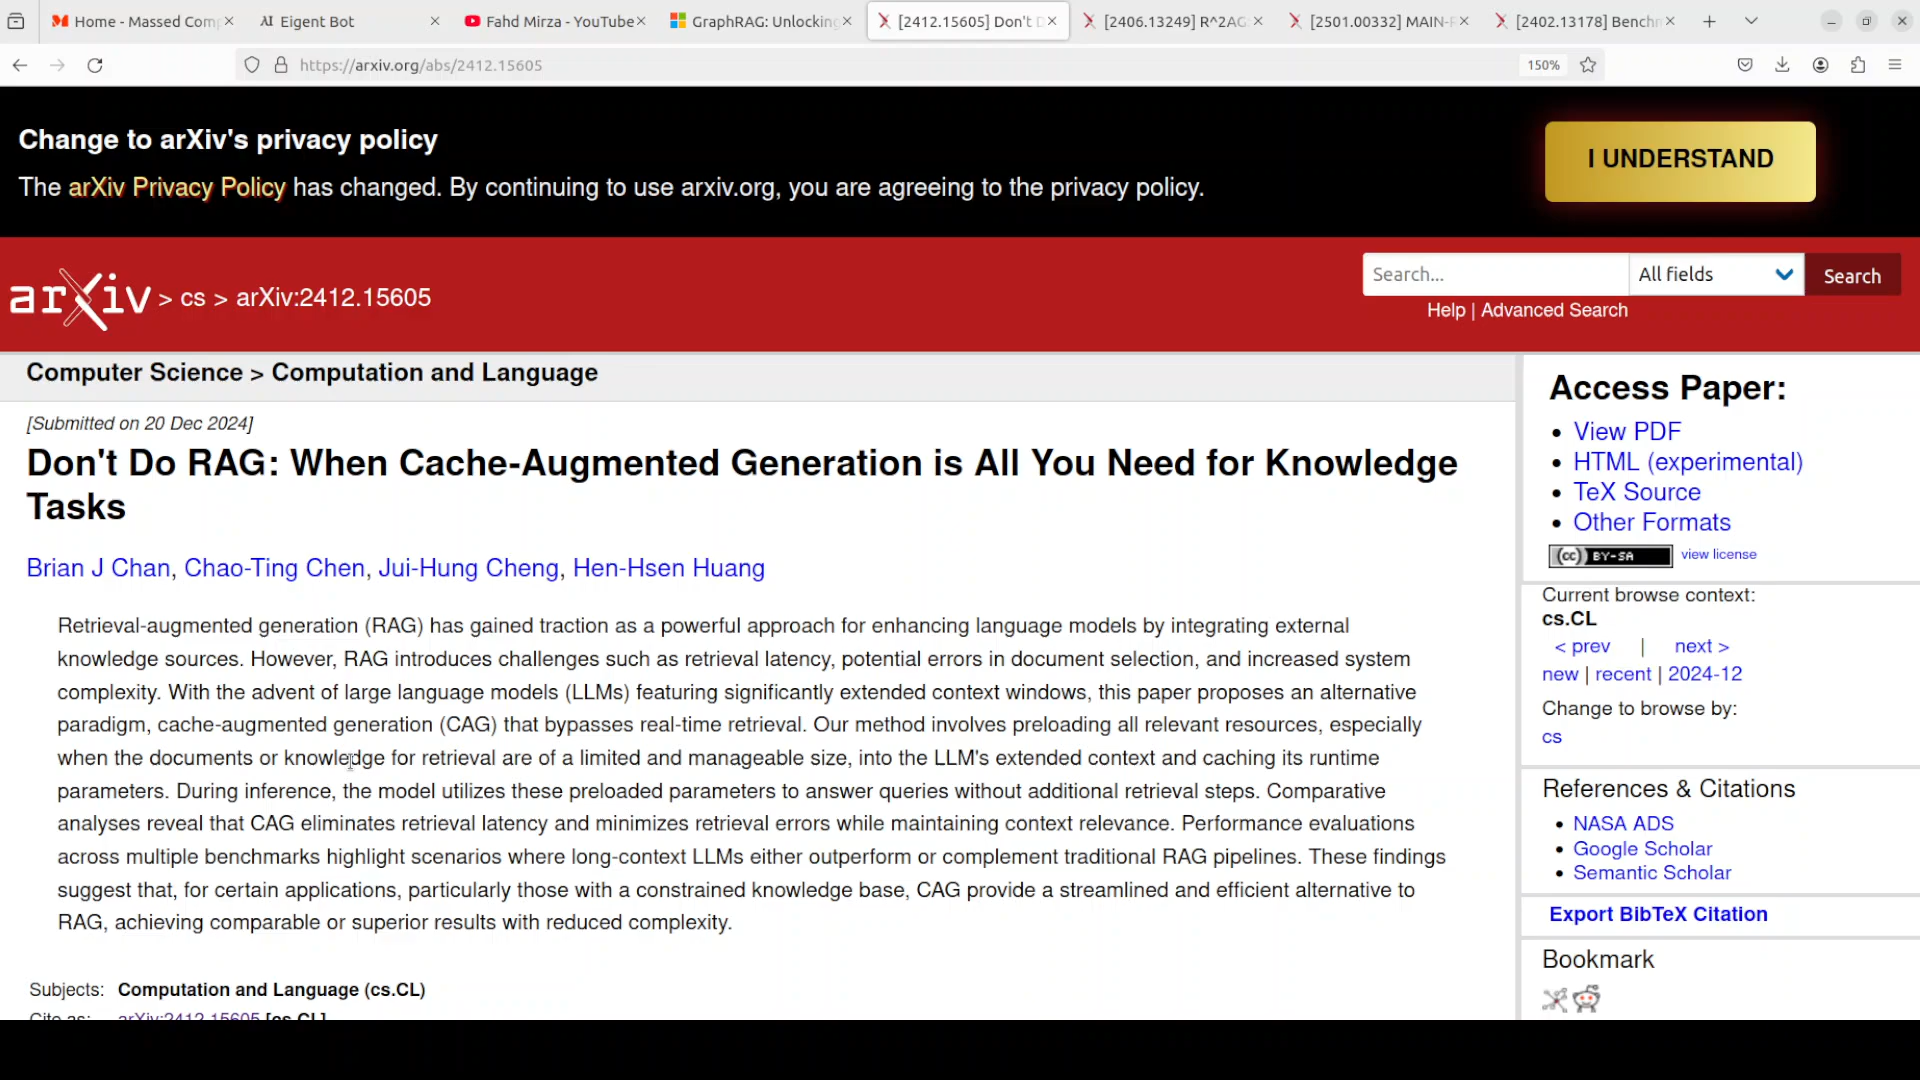 Home - Massed Comp
AI Eigent Bot
Fahd Mirza - YouTube
GraphRAG: Unlocking
[2412.15605] Don't D
[2406.13249] R^2AG
[2501.00332] MAIN-R
[2402.13178] Benchm
https://arxiv.org/abs/2412.15605
150%
Change to arXiv's privacy policy
The arXiv Privacy Policy has changed. By continuing to use arxiv.org, you are agreeing to the privacy policy.
I UNDERSTAND
arXiv > cs > arXiv:2412.15605
Search...
All fields
Search
Help | Advanced Search
Computer Science > Computation and Language
[Submitted on 20 Dec 2024]
Don't Do RAG: When Cache-Augmented Generation is All You Need for Knowledge
Tasks
Brian J Chan, Chao-Ting Chen, Jui-Hung Cheng, Hen-Hsen Huang
Retrieval-augmented generation (RAG) has gained traction as a powerful approach for enhancing language models by integrating external
knowledge sources. However, RAG introduces challenges such as retrieval latency, potential errors in document selection, and increased system
complexity. With the advent of large language models (LLMs) featuring significantly extended context windows, this paper proposes an alternative
paradigm, cache-augmented generation (CAG) that bypasses real-time retrieval. Our method involves preloading all relevant resources, especially
when the documents or knowledge for retrieval are of a limited and manageable size, into the LLM's extended context and caching its runtime
parameters. During inference, the model utilizes these preloaded parameters to answer queries without additional retrieval steps. Comparative
analyses reveal that CAG eliminates retrieval latency and minimizes retrieval errors while maintaining context relevance. Performance evaluations
across multiple benchmarks highlight scenarios where long-context LLMs either outperform or complement traditional RAG pipelines. These findings
suggest that, for certain applications, particularly those with a constrained knowledge base, CAG provide a streamlined and efficient alternative to
RAG, achieving comparable or superior results with reduced complexity.
Subjects: Computation and Language (cs.CL)
Cite as: arXiv:2412.15605 [cs.CL]
Access Paper:
View PDF
HTML (experimental)
TeX Source
Other Formats
(cc) BY-SA view license
Current browse context:
cs.CL
< prev | next >
new | recent | 2024-12
Change to browse by:
cs
References & Citations
NASA ADS
Google Scholar
Semantic Scholar
Export BibTeX Citation
Bookmark